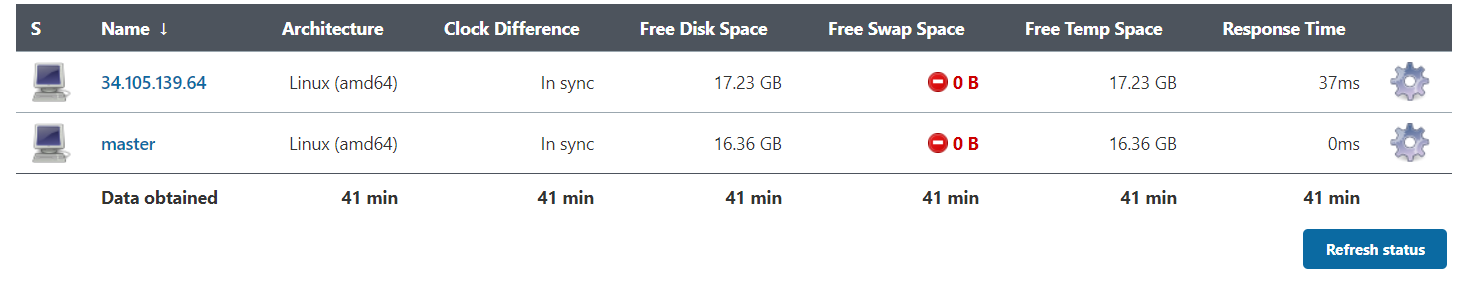 S Name ↓ Architecture Clock Difference Free Disk Space Free Swap Space Free Temp Space Response Time
34.105.139.64 Linux (amd64) In sync 17.23 GB 0 B 17.23 GB 37ms
master Linux (amd64) In sync 16.36 GB 0 B 16.36 GB 0ms
Data obtained 41 min 41 min 41 min 41 min 41 min 41 min
Refresh status